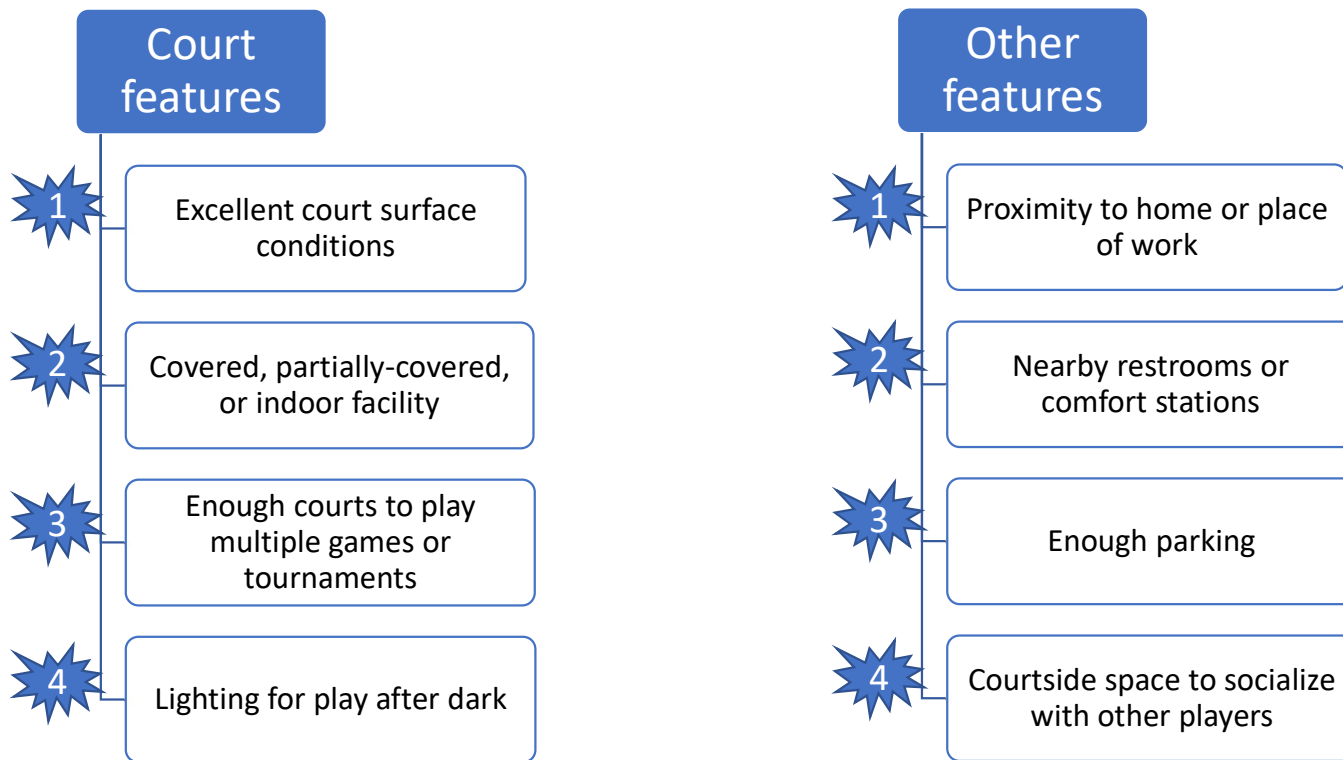 Court
features
1
Excellent court surface
conditions
2
Covered, partially-covered,
or indoor facility
3
Enough courts to play
multiple games or
tournaments
4
Lighting for play after dark
Other
features
1
Proximity to home or place
of work
2
Nearby restrooms or
comfort stations
3
Enough parking
4
Courtside space to socialize
with other players